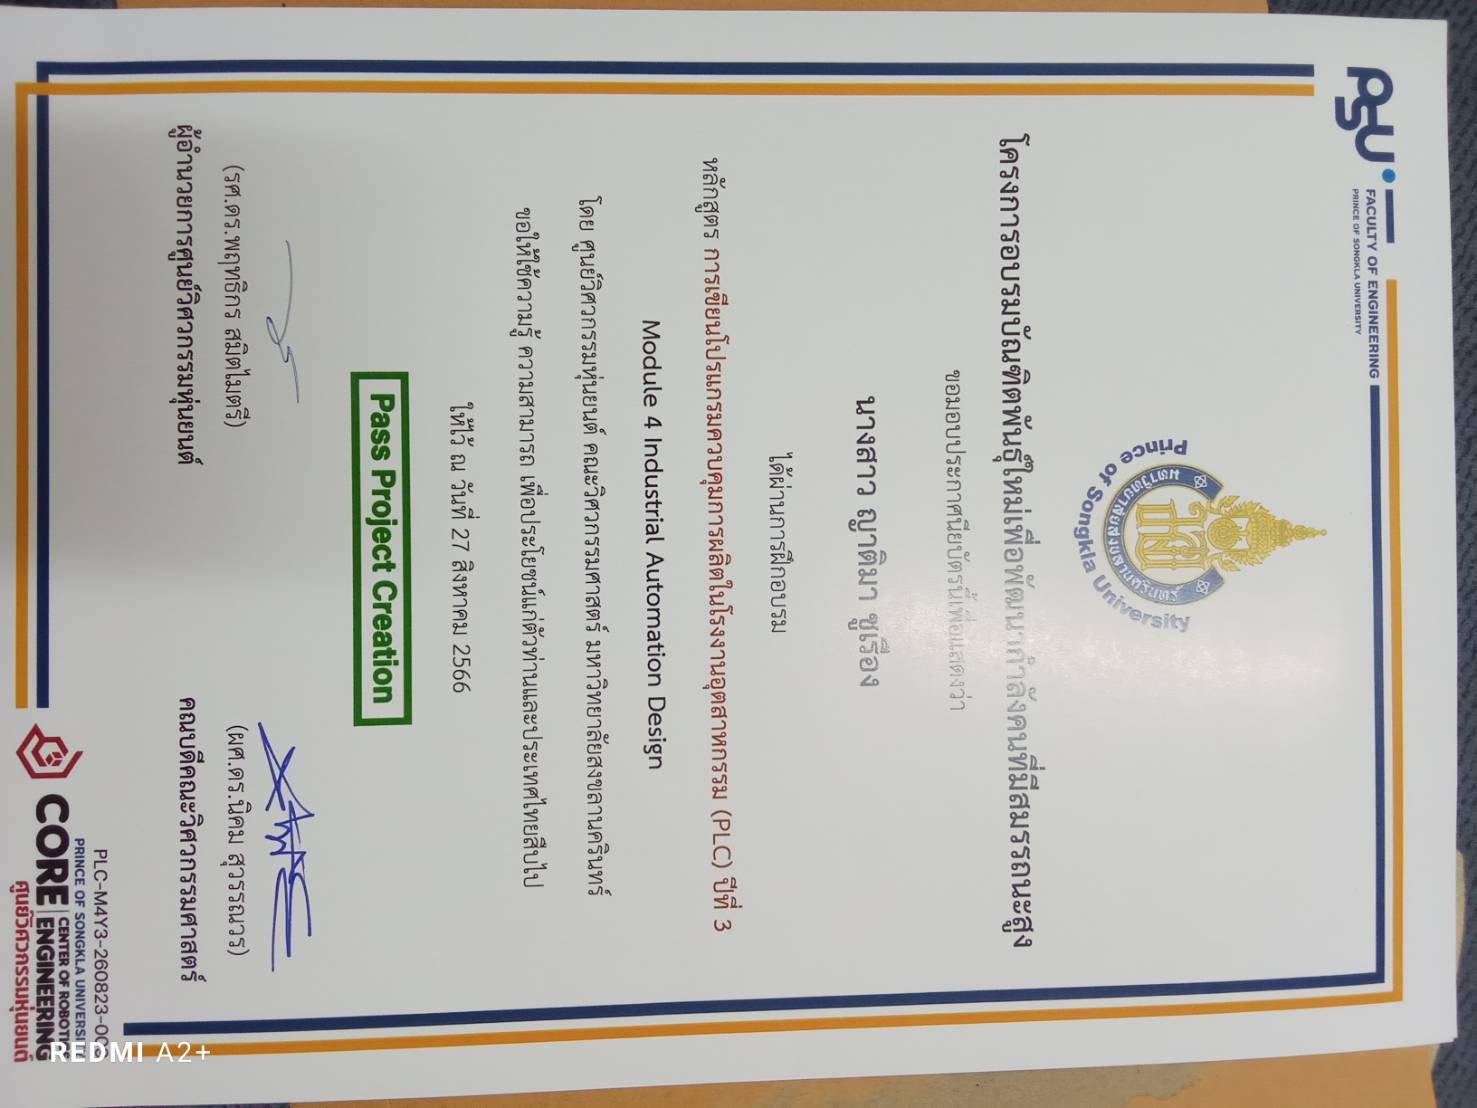 PSU
FACULTY OF ENGINEERING
PRINCE OF SONGKLA UNIVERSITY
มหาวิทยาลัยสงขลานครินทร์
Prince of Songkla University
โครงการอบรมบัณฑิตพันธุ์ใหม่เพื่อพัฒนากำลังคนที่มีสมรรถนะสูง
ขอมอบประกาศนียบัตรนี้เพื่อแสดงว่า
นางสาว ญาติมา ชูเรือง
ได้ผ่านการฝึกอบรม
หลักสูตร การเขียนโปรแกรมควบคุมการผลิตในโรงงานอุตสาหกรรม (PLC) ปีที่ 3
Module 4 Industrial Automation Design
โดย ศูนย์วิศวกรรมหุ่นยนต์ คณะวิศวกรรมศาสตร์ มหาวิทยาลัยสงขลานครินทร์
ขอให้ใช้ความรู้ ความสามารถ เพื่อประโยชน์แก่ตัวท่านและประเทศไทยสืบไป
ให้ไว้ ณ วันที่ 27 สิงหาคม 2566
Pass Project Creation
(รศ.ดร.พฤทธิกร สมิตไมตรี) (ผศ.ดร.นิคม สุวรรณวร)
ผู้อำนวยการศูนย์วิศวกรรมหุ่นยนต์ คณบดีคณะวิศวกรรมศาสตร์
PLC-M4Y3-260823-00
PRINCE OF SONGKLA UNIVERSITY
CORE CENTER OF ROBOTICS
ENGINEERING
ศูนย์วิศวกรรมหุ่นยนต์
REDMI A2+